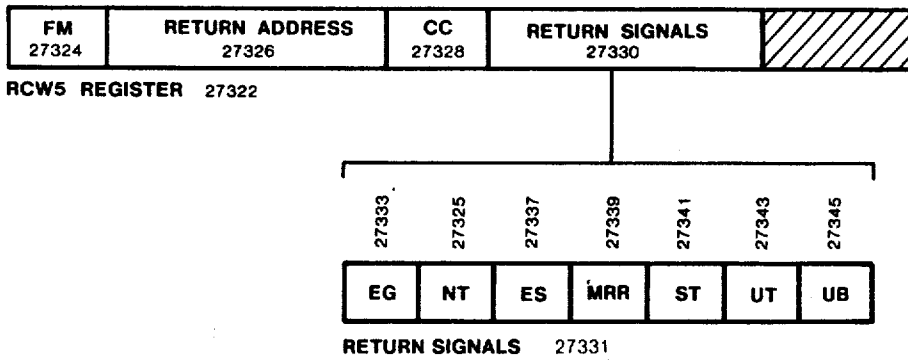 FM RETURN ADDRESS CC RETURN SIGNALS
27324 27326 27328 27330
RCWS REGISTER 27322
27333 27325 27337 27339 27341 27343 27345
EG NT ES MRR ST UT UB
RETURN SIGNALS 27331